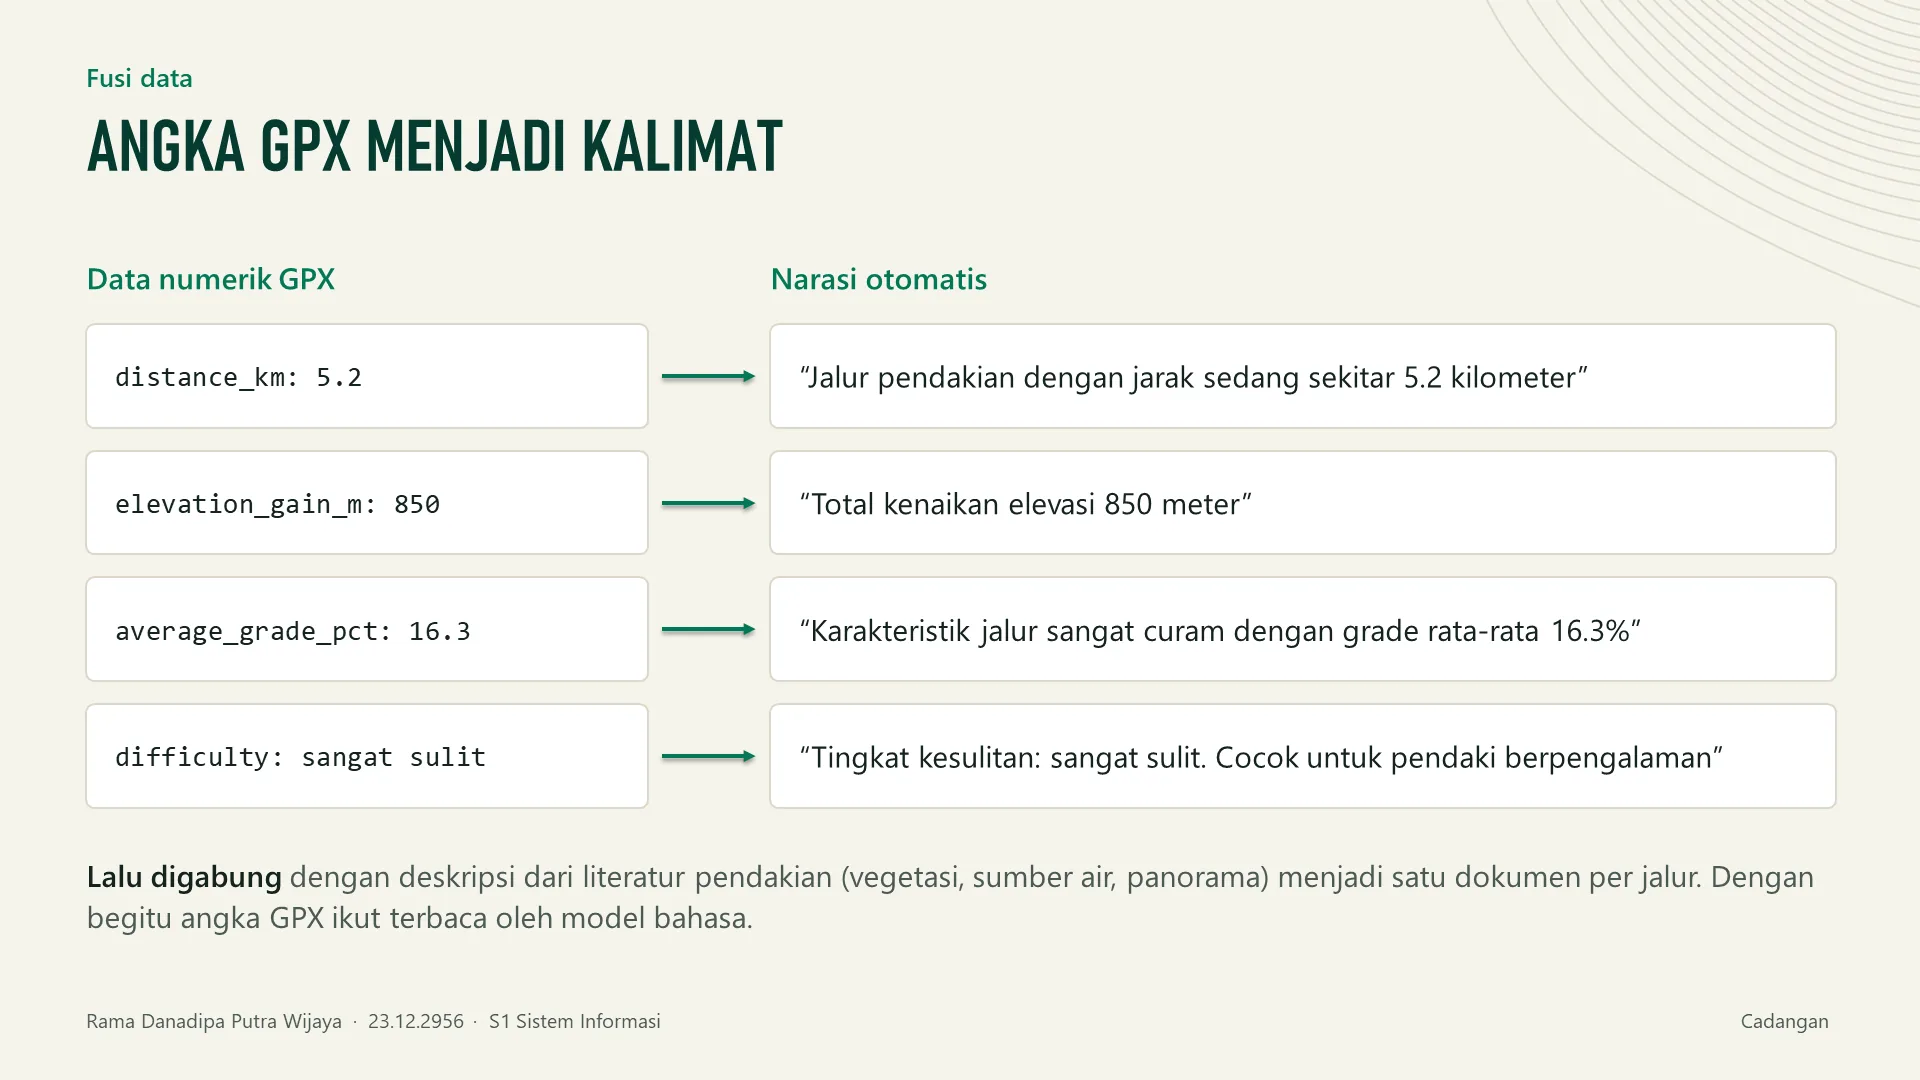 Fusi data
ANGKA GPX MENJADI KALIMAT
Data numerik GPX
Narasi otomatis
distance_km: 5.2
“Jalur pendakian dengan jarak sedang sekitar 5.2 kilometer”
elevation_gain_m: 850
“Total kenaikan elevasi 850 meter”
average_grade_pct: 16.3
“Karakteristik jalur sangat curam dengan grade rata-rata 16.3%”
difficulty: sangat sulit
“Tingkat kesulitan: sangat sulit. Cocok untuk pendaki berpengalaman”
Lalu digabung dengan deskripsi dari literatur pendakian (vegetasi, sumber air, panorama) menjadi satu dokumen per jalur. Dengan
begitu angka GPX ikut terbaca oleh model bahasa.
Rama Danadipa Putra Wijaya · 23.12.2956 · S1 Sistem Informasi
Cadangan